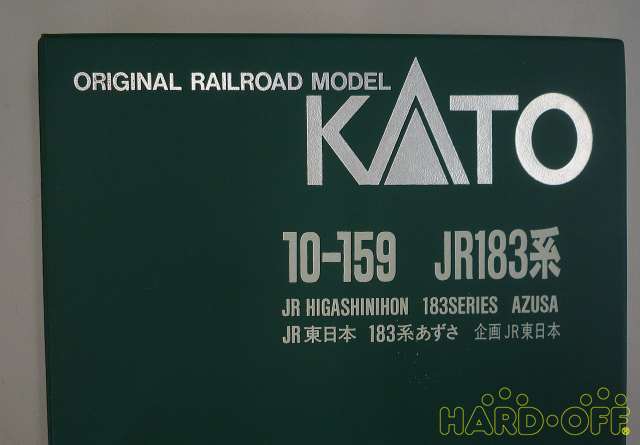 ORIGINAL RAILROAD MODEL
KATO
10-159 JR183系
JR HIGASHINIHON 183SERIES AZUSA
JR東日本 183系あずさ 企画 JR東日本
HARD・OFF